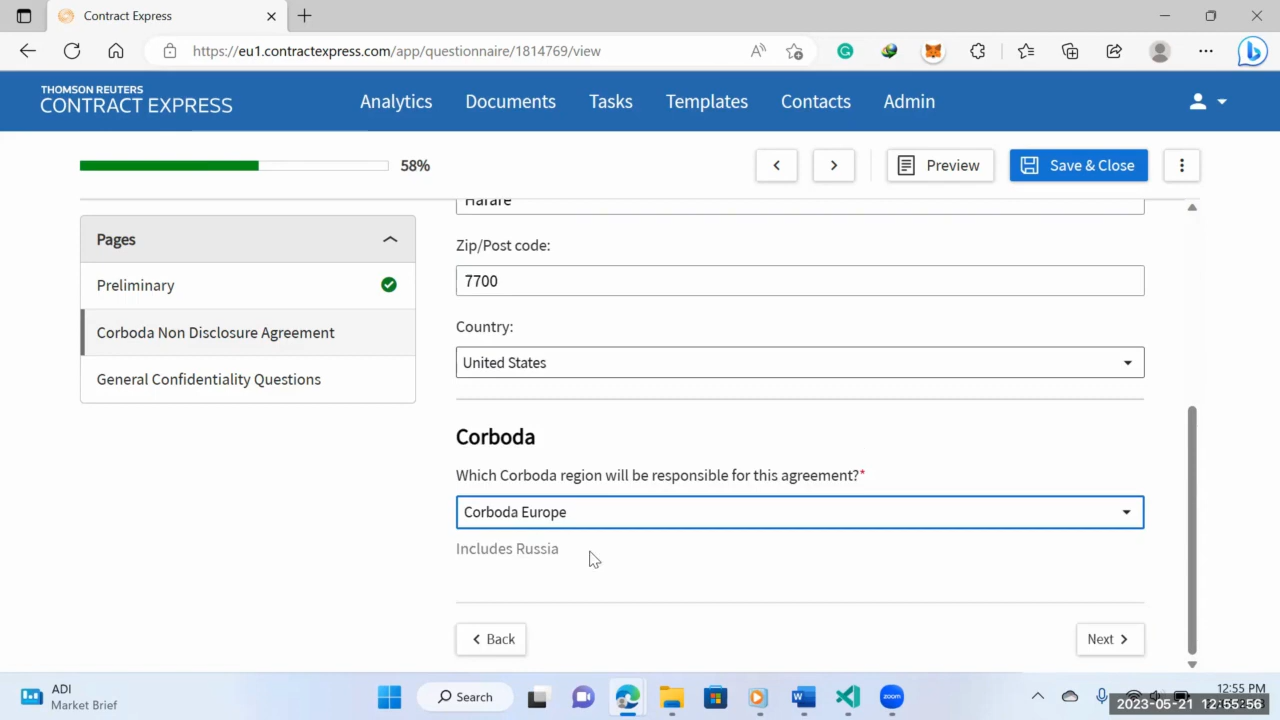 Contract Express
https://eu1.contractexpress.com/app/questionnaire/1814769/view
THOMSON REUTERS
CONTRACT EXPRESS
Analytics
Documents
Tasks
Templates
Contacts
Admin
58%
Preview
Save & Close
Pages
Preliminary
Corboda Non Disclosure Agreement
General Confidentiality Questions
Harare
Zip/Post code:
7700
Country:
United States
Corboda
Which Corboda region will be responsible for this agreement?*
Corboda Europe
Includes Russia
Back
Next
ADI
Market Brief
Search
zoom
12:55 PM
2023-05-21 12:55:56